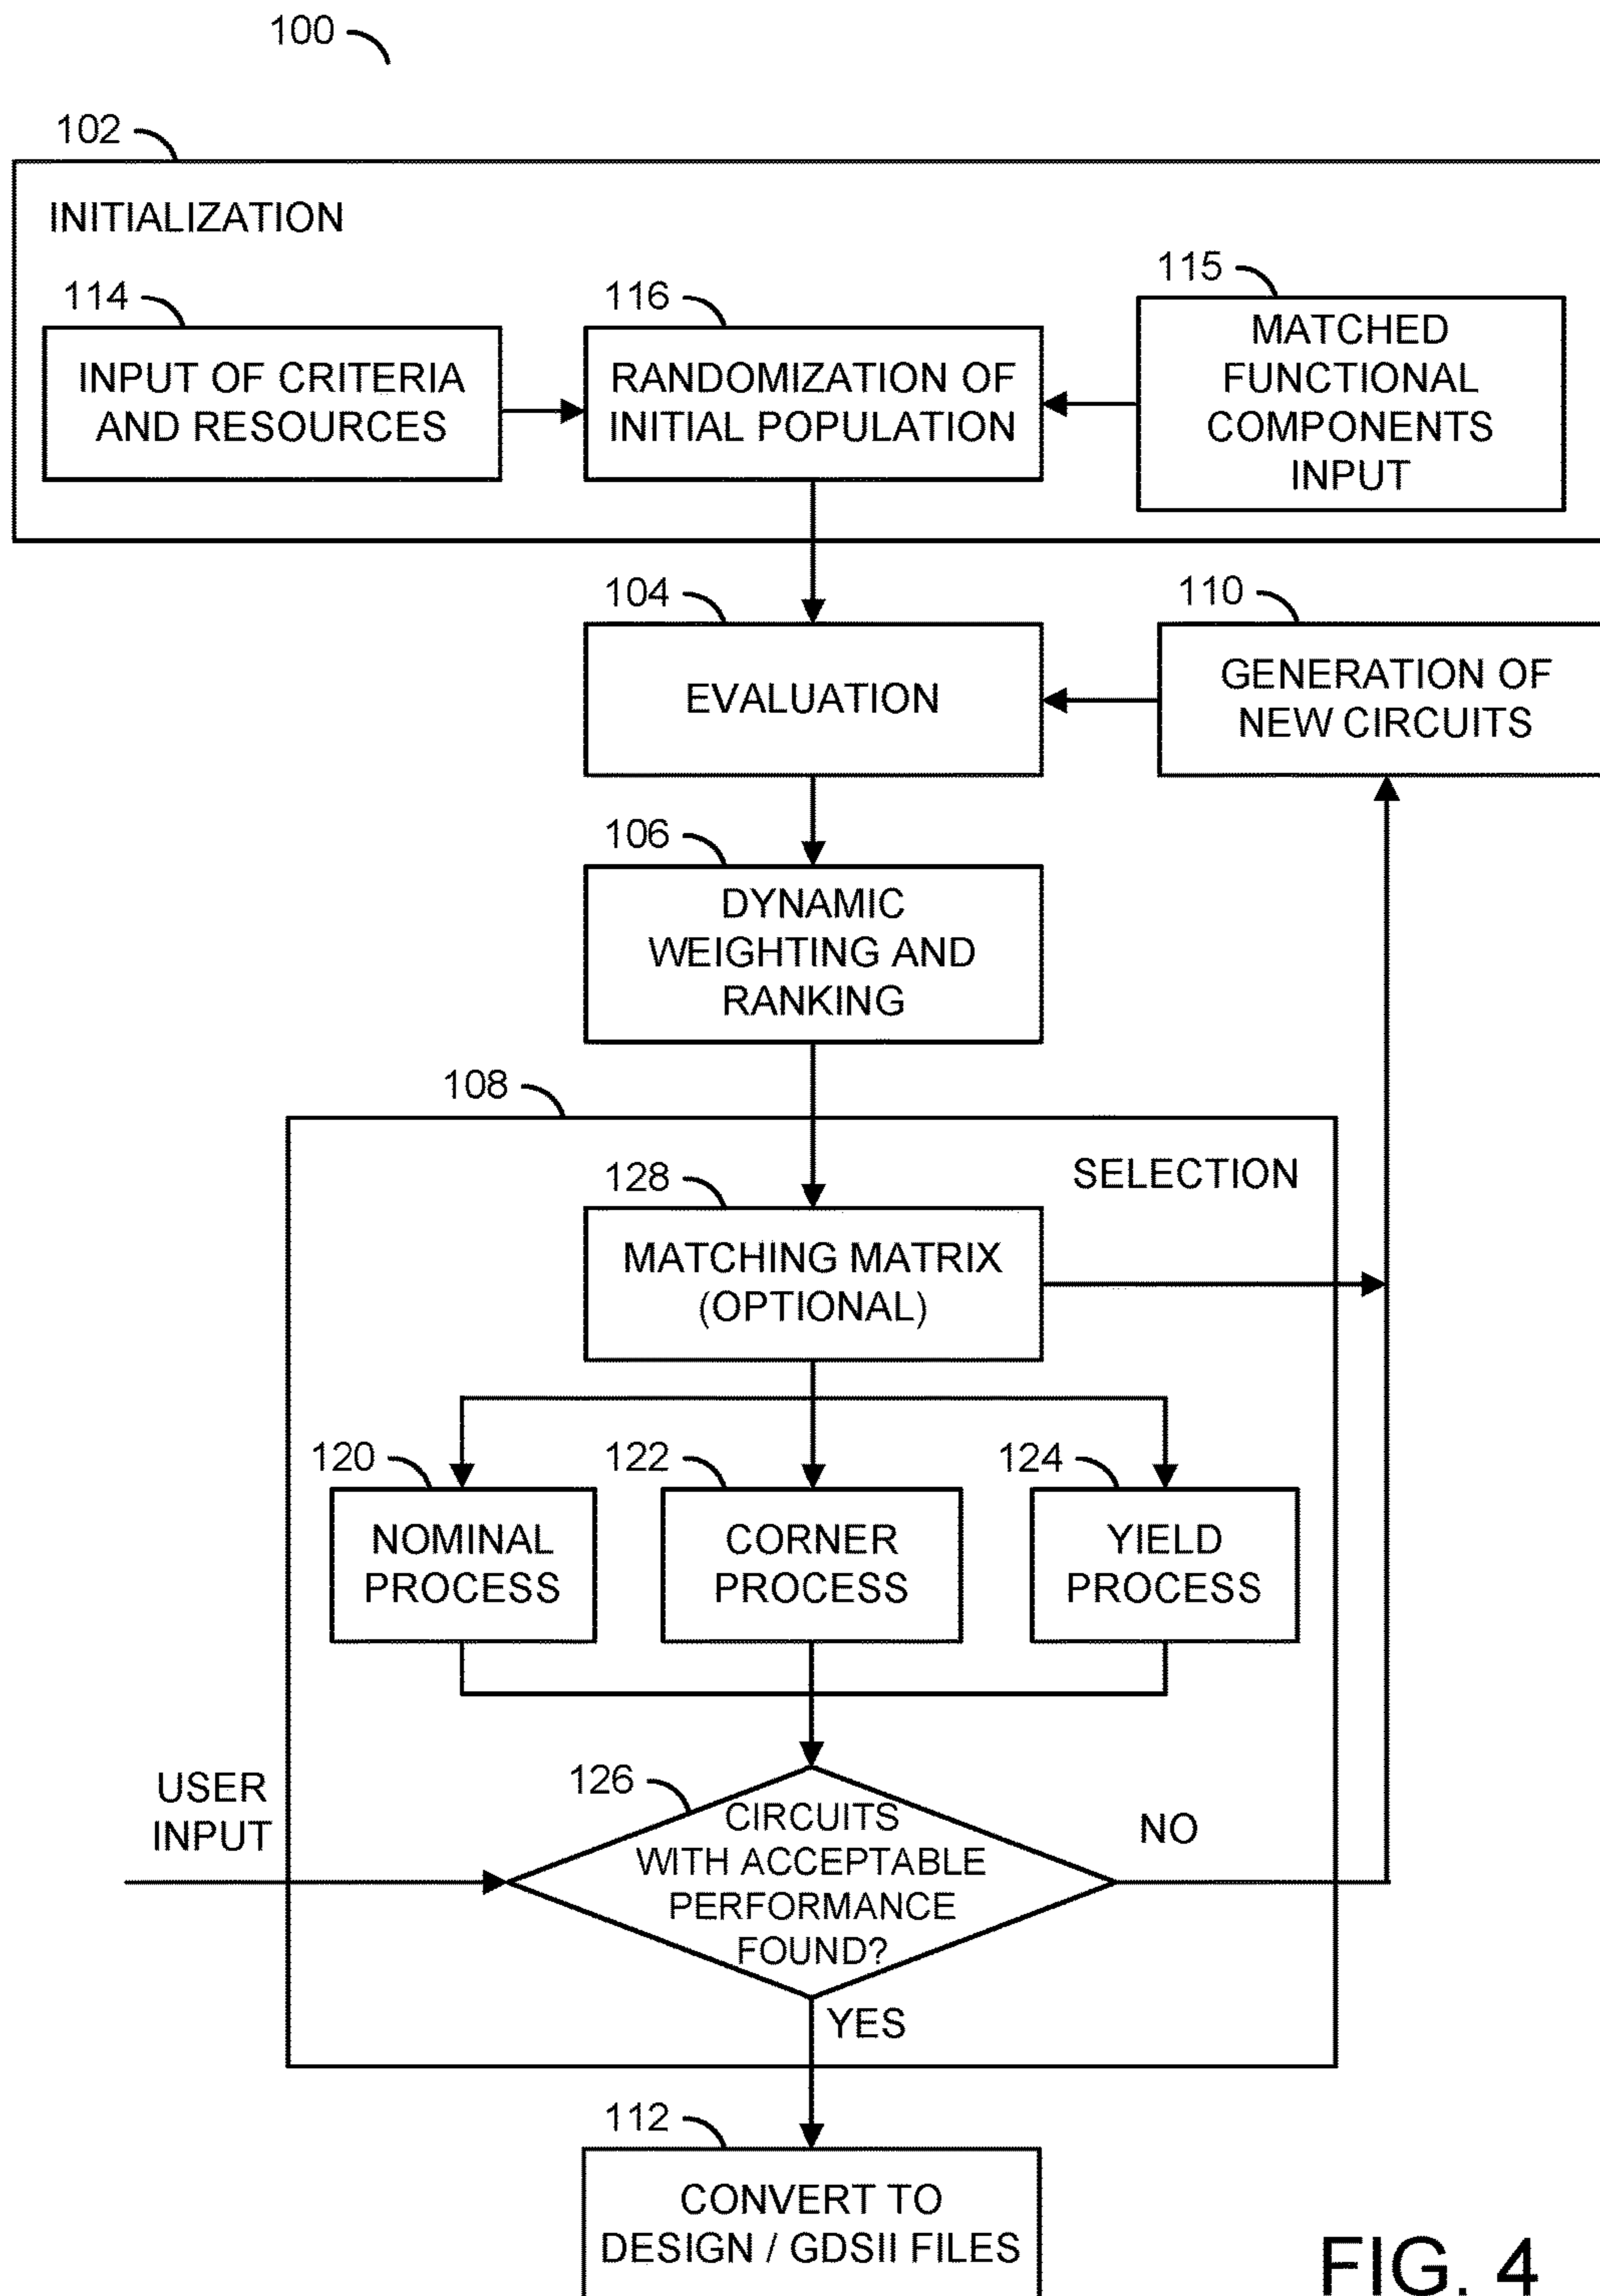 100
102
INITIALIZATION
114
116
115
INPUT OF CRITERIA
AND RESOURCES
RANDOMIZATION OF
INITIAL POPULATION
MATCHED
FUNCTIONAL
COMPONENTS
INPUT
104
110
EVALUATION
GENERATION OF
NEW CIRCUITS
106
DYNAMIC
WEIGHTING AND
RANKING
108
SELECTION
128
MATCHING MATRIX
(OPTIONAL)
120
122
124
NOMINAL
PROCESS
CORNER
PROCESS
YIELD
PROCESS
USER
INPUT
126
CIRCUITS
WITH ACCEPTABLE
PERFORMANCE
FOUND?
NO
YES
112
CONVERT TO
DESIGN / GDSII FILES
FIG. 4